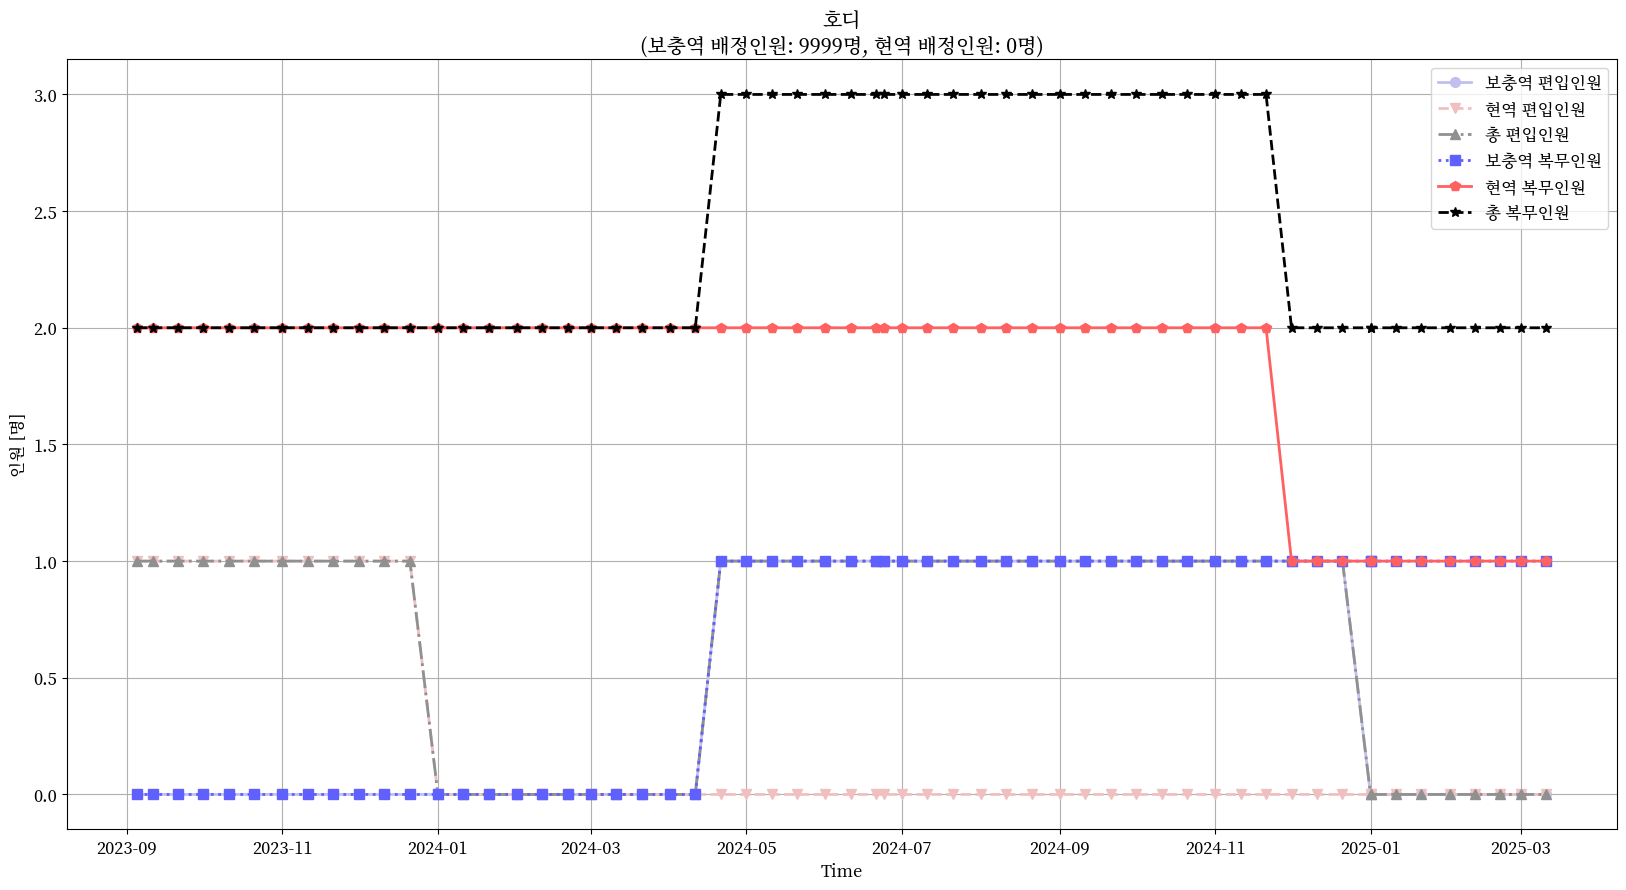 호디
(보충역 배정인원: 9999명, 현역 배정인원: 0명)
보충역 편입인원
현역 편입인원
총 편입인원
보충역 복무인원
현역 복무인원
총 복무인원
인원 [명]
3.0
2.5
2.0
1.5
1.0
0.5
0.0
2023-09 2023-11 2024-01 2024-03 2024-05 2024-07 2024-09 2024-11 2025-01 2025-03
Time